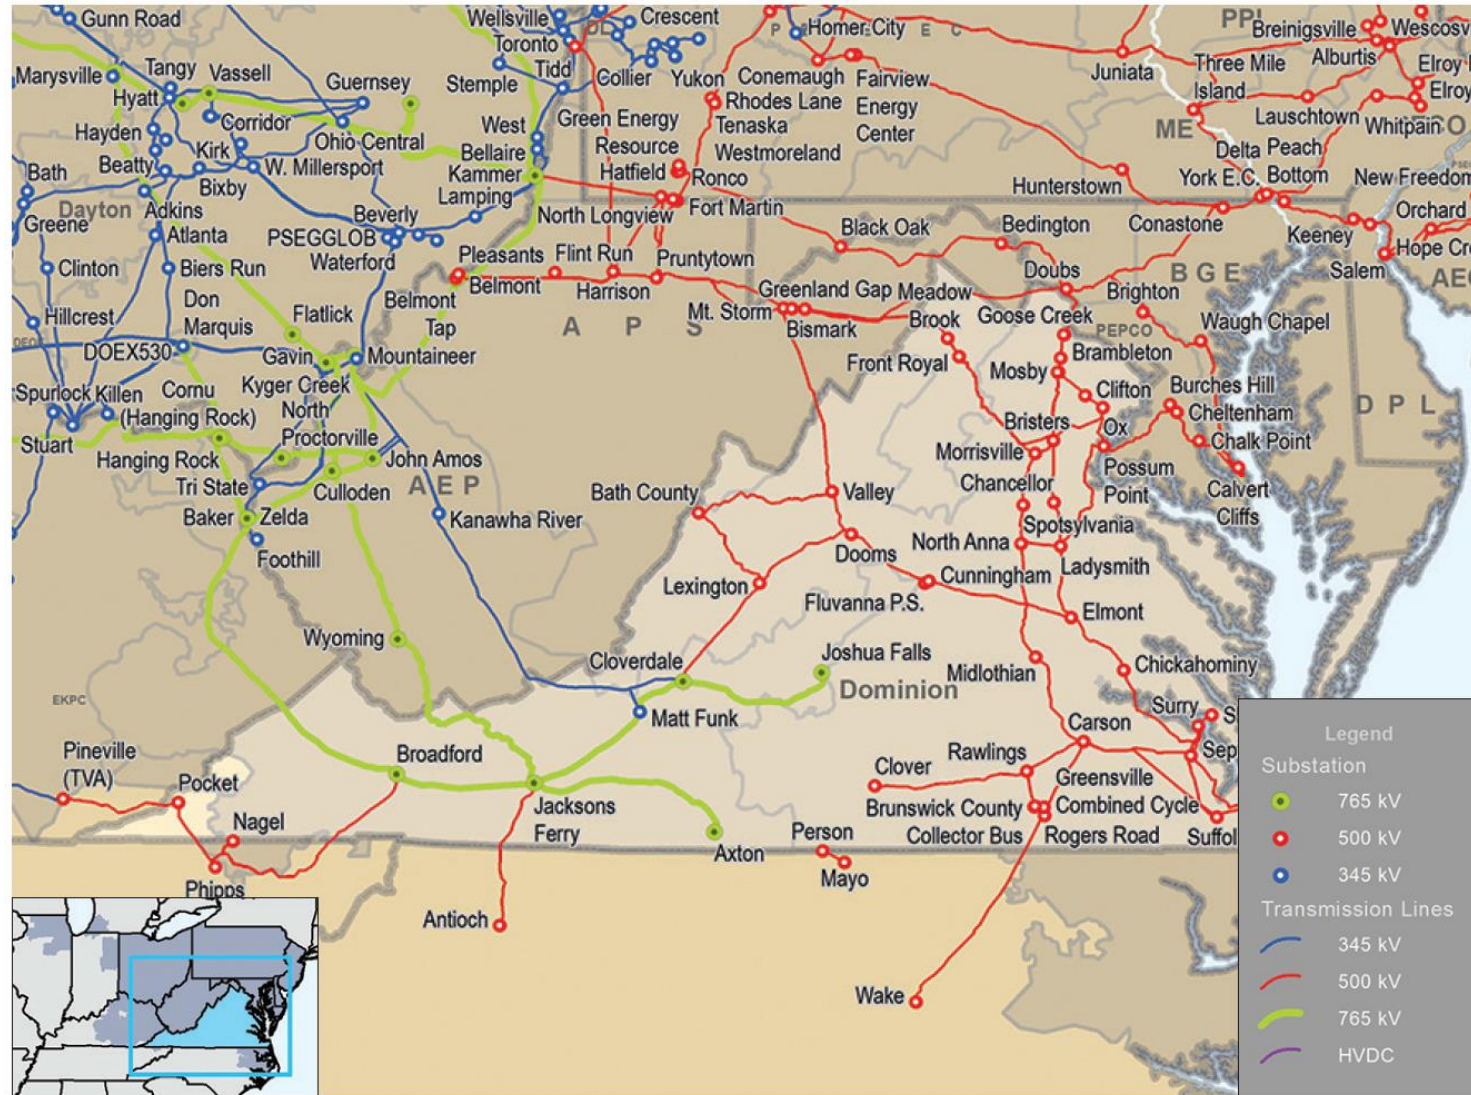 Gunn Road
Wellsville
Crescent
Homer City
PENELEC
PPL
Breinigsville
Toronto
DL
Marysville
Tangy
Vassell
Guernsey
Stemple
Tidd
Collier
Yukon
Conemaugh
Fairview
Energy
Center
Juniata
Three Mile
Island
Alburtis
Hyatt
Corridor
Ohio Central
West
Bellaire
Green Energy
Resource
Rhodes Lane
Tenaska
Westmoreland
ME
Lauschtown
Whitpain
Elroy
Hayden
Kirk
Beatty
Bixby
W. Millersport
Kammer
Lamping
Hatfield
Ronco
Hunterstown
Delta
Peach
York E.C.
Bottom
New Freedom
Bath
Dayton
Greene
Adkins
Atlanta
Beverly
PSEGGLOB
Waterford
North Longview
Fort Martin
Black Oak
Bedington
Conastone
Keeney
Orchard
Salem
Clinton
Biers Run
Pleasants
Belmont
Flint Run
Harrison
Pruntytown
Doubs
BGE
Hillcrest
Don
Marquis
Flatlick
Belmont
Tap
A P S
Mt. Storm
Greenland Gap
Bismark
Meadow
Brook
Goose Creek
Brighton
PEPCO
Waugh Chapel
DOEX530
Gavin
Mountaineer
Kyger Creek
Front Royal
Mosby
Brambleton
Clifton
Burches Hill
Cheltenham
Chalk Point
DPL
Spurlock
Killen
Stuart
Cornu
(Hanging Rock)
North
Proctorville
Hanging Rock
John Amos
Bristers
Ox
Morrisville
Possum
Point
Calvert
Cliffs
Tri State
Culloden
AEP
Kanawha River
Baker
Zelda
Foothill
Bath County
Valley
Chancellor
Spotsylvania
North Anna
Ladysmith
Dooms
Cunningham
Fluvanna P.S.
Lexington
Elmont
Wyoming
Cloverdale
Joshua Falls
Dominion
Midlothian
Chickahominy
EKPC
Matt Funk
Surry
Carson
Pineville
(TVA)
Pocket
Broadford
Clover
Rawlings
Greensville
Combined Cycle
Brunswick County
Collector Bus
Rogers Road
Nagel
Jacksons
Ferry
Axton
Person
Mayo
Phipps
Antioch
Wake
Legend
Substation
765 kV
500 kV
345 kV
Transmission Lines
345 kV
500 kV
765 kV
HVDC